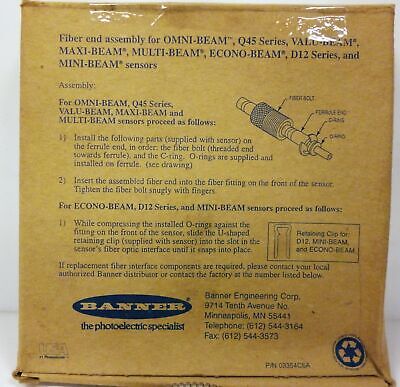 Fiber end assembly for OMNI-BEAM™, Q45 Series, VALU-BEAM®,
MAXI-BEAM®, MULTI-BEAM®, ECONO-BEAM®, D12 Series, and
MINI-BEAM® sensors
Assembly:
For OMNI-BEAM, Q45 Series,
VALU-BEAM, MAXI-BEAM and
MULTI-BEAM sensors proceed as follows:
FIBER BOLT
FERRULE END
O-RING
O-RING
1) Install the following parts (supplied with sensor) on
the ferrule end, in order: the fiber bolt (threaded end
towards ferrule), and the C-ring. O-rings are supplied and
installed on ferrule. (see drawing)
2) Insert the assembled fiber end into the fiber fitting on the front of the sensor.
Tighten the fiber bolt snugly with fingers.
For ECONO-BEAM, D12 Series, and MINI-BEAM sensors proceed as follows:
1) While compressing the installed O-rings against the
fitting on the front of the sensor, slide the U-shaped
retaining clip (supplied with sensor) into the slot in the
sensor's fiber optic interface until it snaps into place.
Retaining Clip for
D12, MINI-BEAM,
and ECONO-BEAM
If replacement fiber interface components are required, please contact your local
authorized Banner distributor or contact the factory at the address below.
BANNER
the photoelectric specialist
Banner Engineering Corp.
9714 Tenth Avenue No.
Minneapolis, MN 55441
Telephone: (612) 544-3164
Fax: (612) 544-3573
USA
P/N 03354C6A